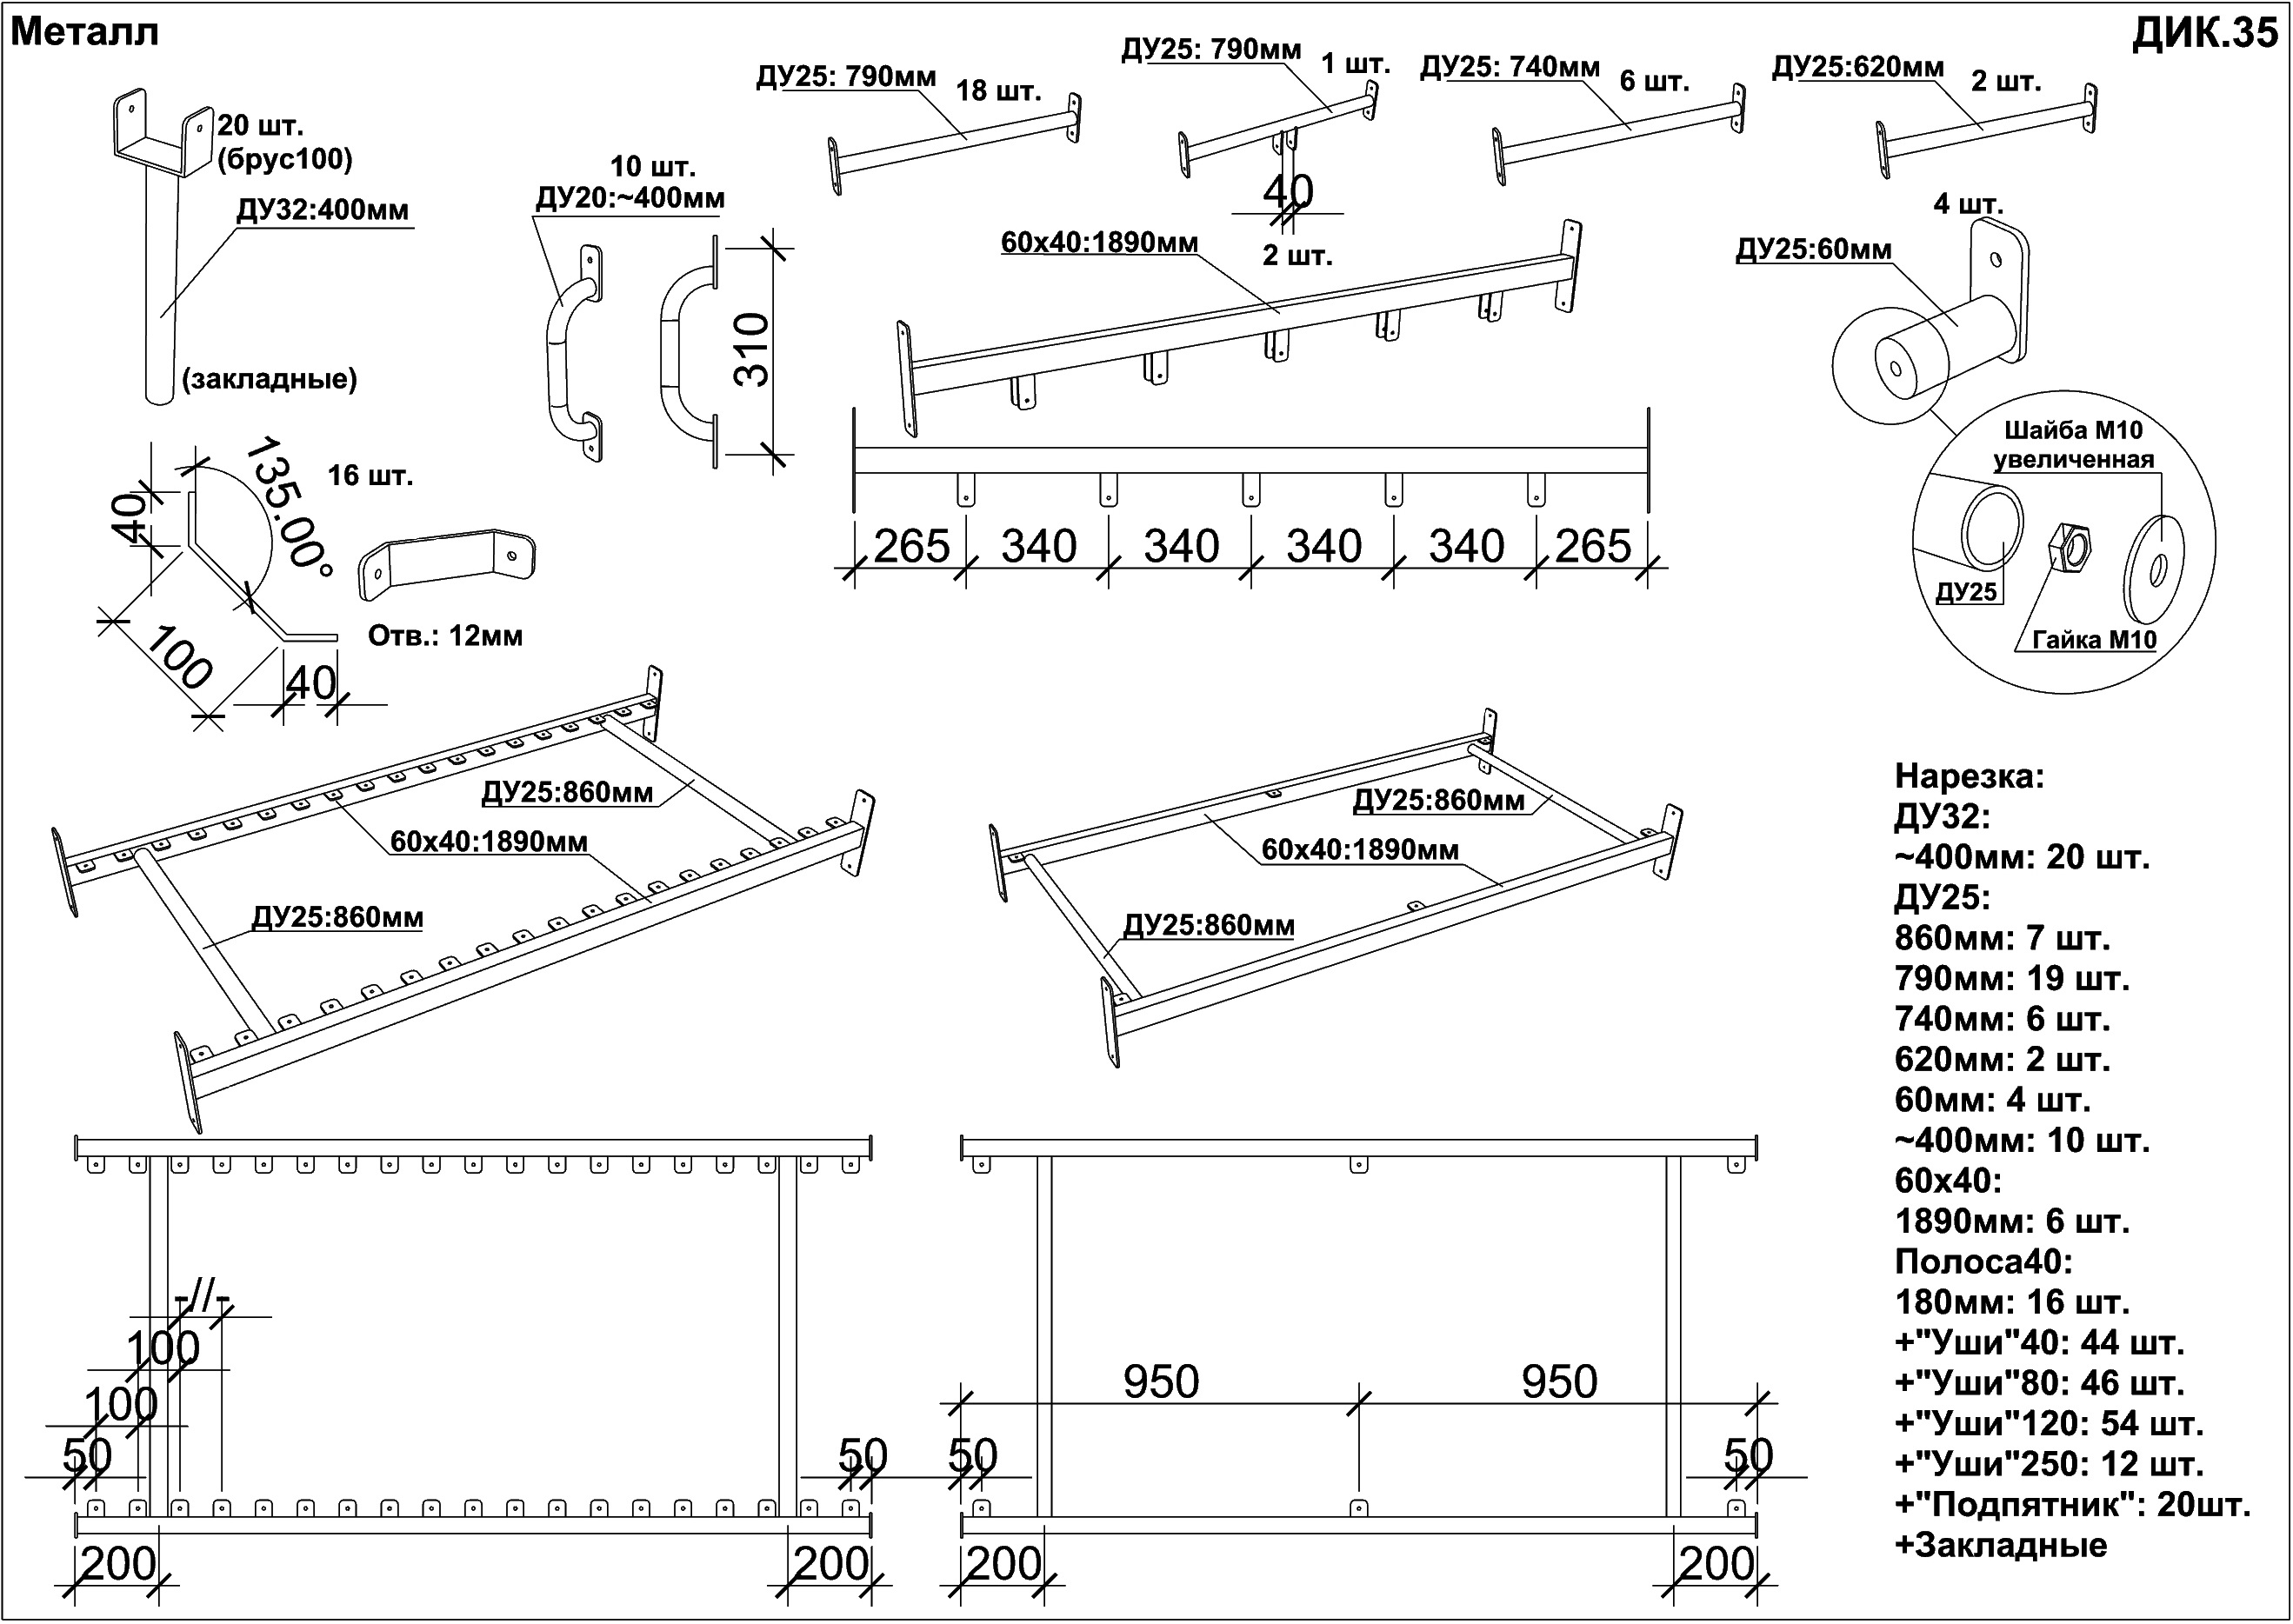 Металл
ДИК.35
20 шт.
(брус100)
ДУ32:400мм
(закладные)
10 шт.
ДУ20:~400мм
310
ДУ25: 790мм
18 шт.
ДУ25: 790мм
1 шт.
40
ДУ25: 740мм
6 шт.
ДУ25:620мм
2 шт.
60х40:1890мм
2 шт.
265
340
340
340
340
265
4 шт.
ДУ25:60мм
Шайба М10
увеличенная
ДУ25
Гайка М10
40
135.00°
16 шт.
100
40
Отв.: 12мм
ДУ25:860мм
60х40:1890мм
ДУ25:860мм
ДУ25:860мм
60х40:1890мм
ДУ25:860мм
-//-
100
100
50
50
200
200
950
950
50
50
200
200
Нарезка:
ДУ32:
~400мм: 20 шт.
ДУ25:
860мм: 7 шт.
790мм: 19 шт.
740мм: 6 шт.
620мм: 2 шт.
60мм: 4 шт.
~400мм: 10 шт.
60х40:
1890мм: 6 шт.
Полоса40:
180мм: 16 шт.
+"Уши"40: 44 шт.
+"Уши"80: 46 шт.
+"Уши"120: 54 шт.
+"Уши"250: 12 шт.
+"Подпятник": 20шт.
+Закладные